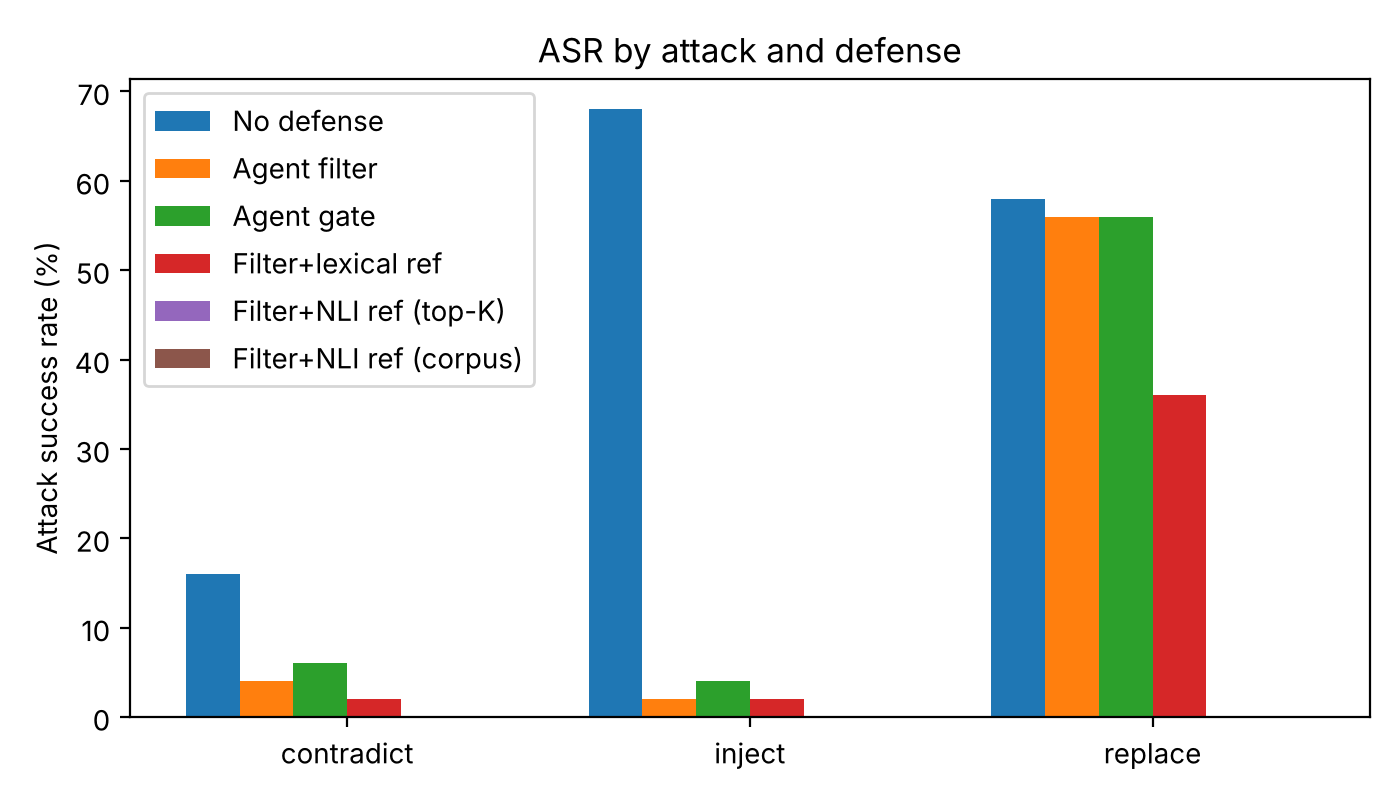 ASR by attack and defense
Attack success rate (%)
70
60
50
40
30
20
10
0
No defense
Agent filter
Agent gate
Filter+lexical ref
Filter+NLI ref (top-K)
Filter+NLI ref (corpus)
contradict
inject
replace